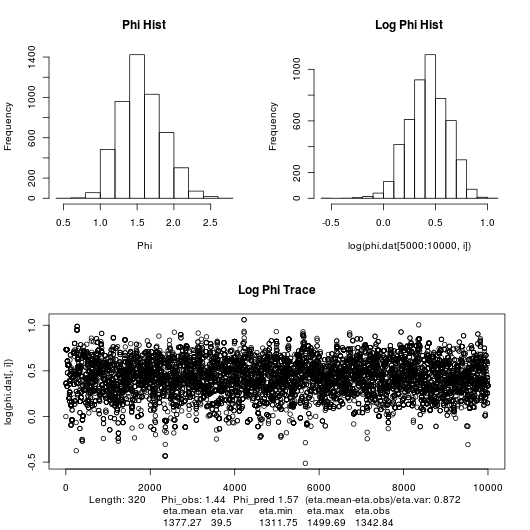 Phi Hist
Log Phi Hist
Frequency
0 200 600 1000 1400
0.5 1.0 1.5 2.0 2.5
Phi
Frequency
0 200 600 1000
-0.5 0.0 0.5 1.0
log(phi.dat[5000:10000, i])
Log Phi Trace
log(phi.dat[, i])
-0.5 0.0 0.5 1.0
0 2000 4000 6000 8000 10000
Length: 320 Phi_obs: 1.44 Phi_pred 1.57 (eta.mean-eta.obs)/eta.var: 0.872
eta.mean eta.var eta.min eta.max eta.obs
1377.27 39.5 1311.75 1499.69 1342.84